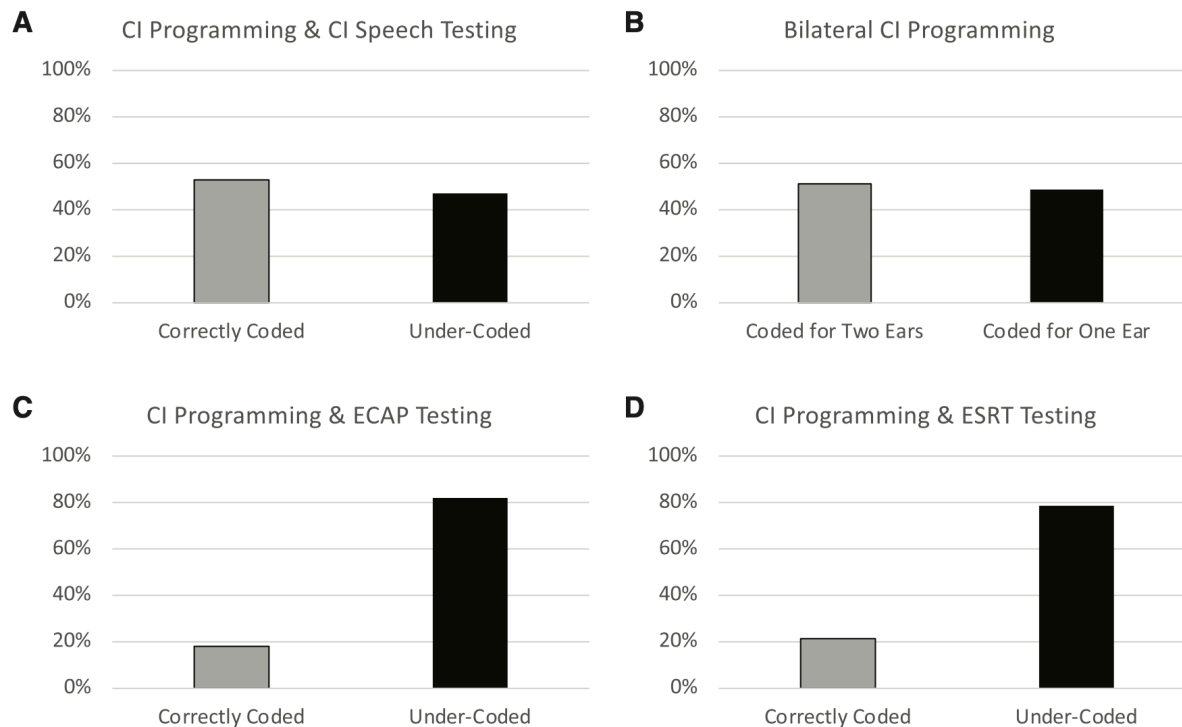 A
CI Programming & CI Speech Testing
100%
80%
60%
40%
20%
0%
Correctly Coded
Under-Coded
B
Bilateral CI Programming
100%
80%
60%
40%
20%
0%
Coded for Two Ears
Coded for One Ear
C
CI Programming & ECAP Testing
100%
80%
60%
40%
20%
0%
Correctly Coded
Under-Coded
D
CI Programming & ESRT Testing
100%
80%
60%
40%
20%
0%
Correctly Coded
Under-Coded